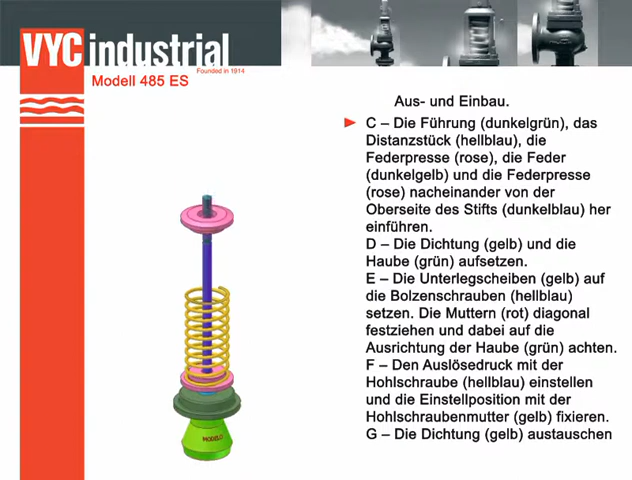 VYC industrial
Founded in 1914
Modell 485 ES
Aus- und Einbau.
C – Die Führung (dunkelgrün), das
Distanzstück (hellblau), die
Federpresse (rose), die Feder
(dunkelgelb) und die Federpresse
(rose) nacheinander von der
Oberseite des Stifts (dunkelblau) her
einführen.
D – Die Dichtung (gelb) und die
Haube (grün) aufsetzen.
E – Die Unterlegscheiben (gelb) auf
die Bolzenschrauben (hellblau)
setzen. Die Muttern (rot) diagonal
festziehen und dabei auf die
Ausrichtung der Haube (grün) achten.
F – Den Auslösedruck mit der
Hohlschraube (hellblau) einstellen
und die Einstellposition mit der
Hohlschraubenmutter (gelb) fixieren.
G – Die Dichtung (gelb) austauschen